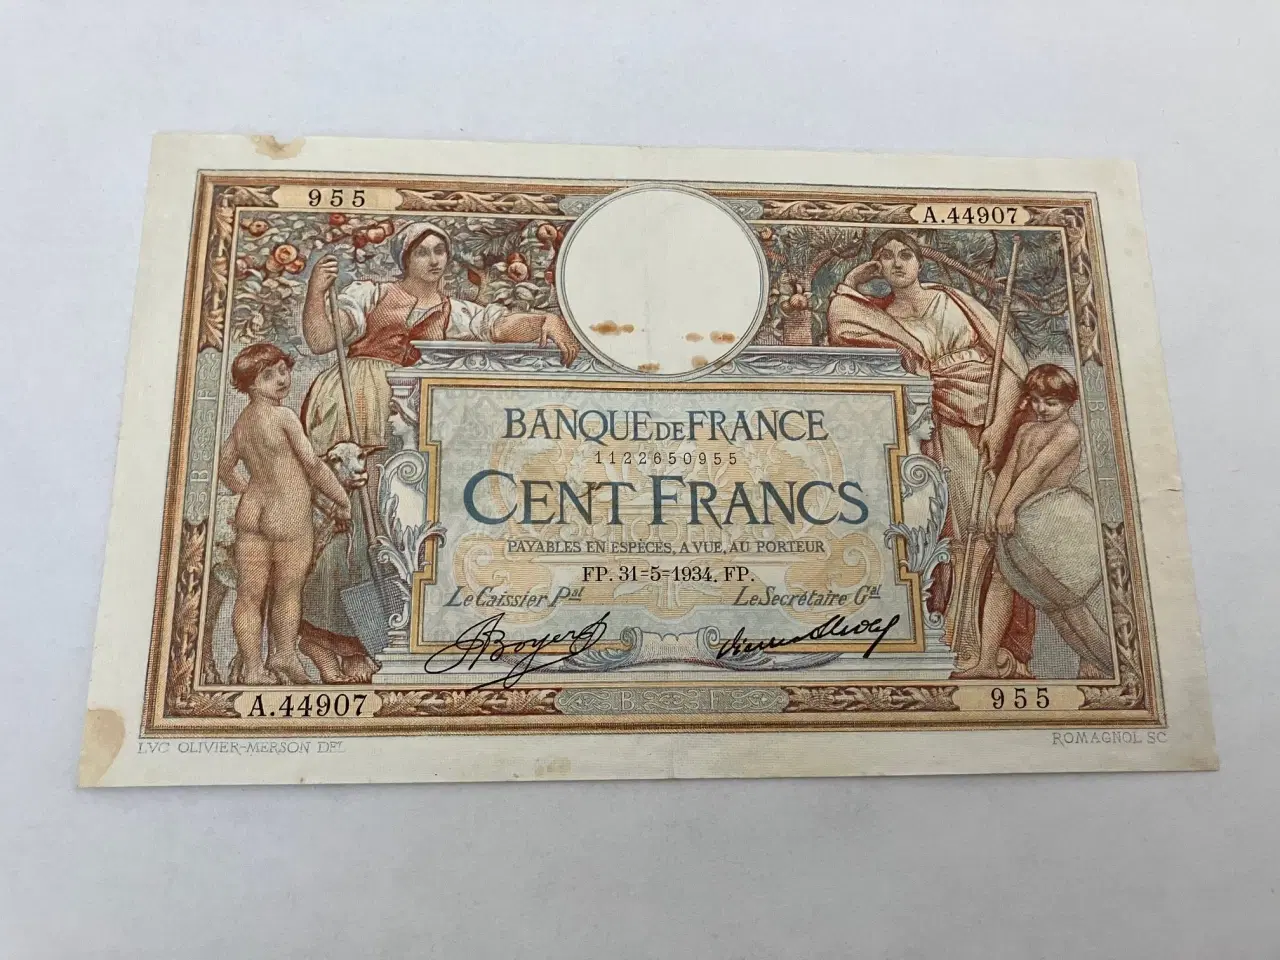 955
A.44907
BANQUE DE FRANCE
1122650955
CENT FRANCS
PAYABLES EN ESPÈCES, A VUE, AU PORTEUR
FP. 31-5-1934. FP.
Le Caissier Pal
Le Secrétaire Gal
Boyer
A.44907
B F
955
LVC OLIVIER-MERSON DEL
ROMAGNOL SC